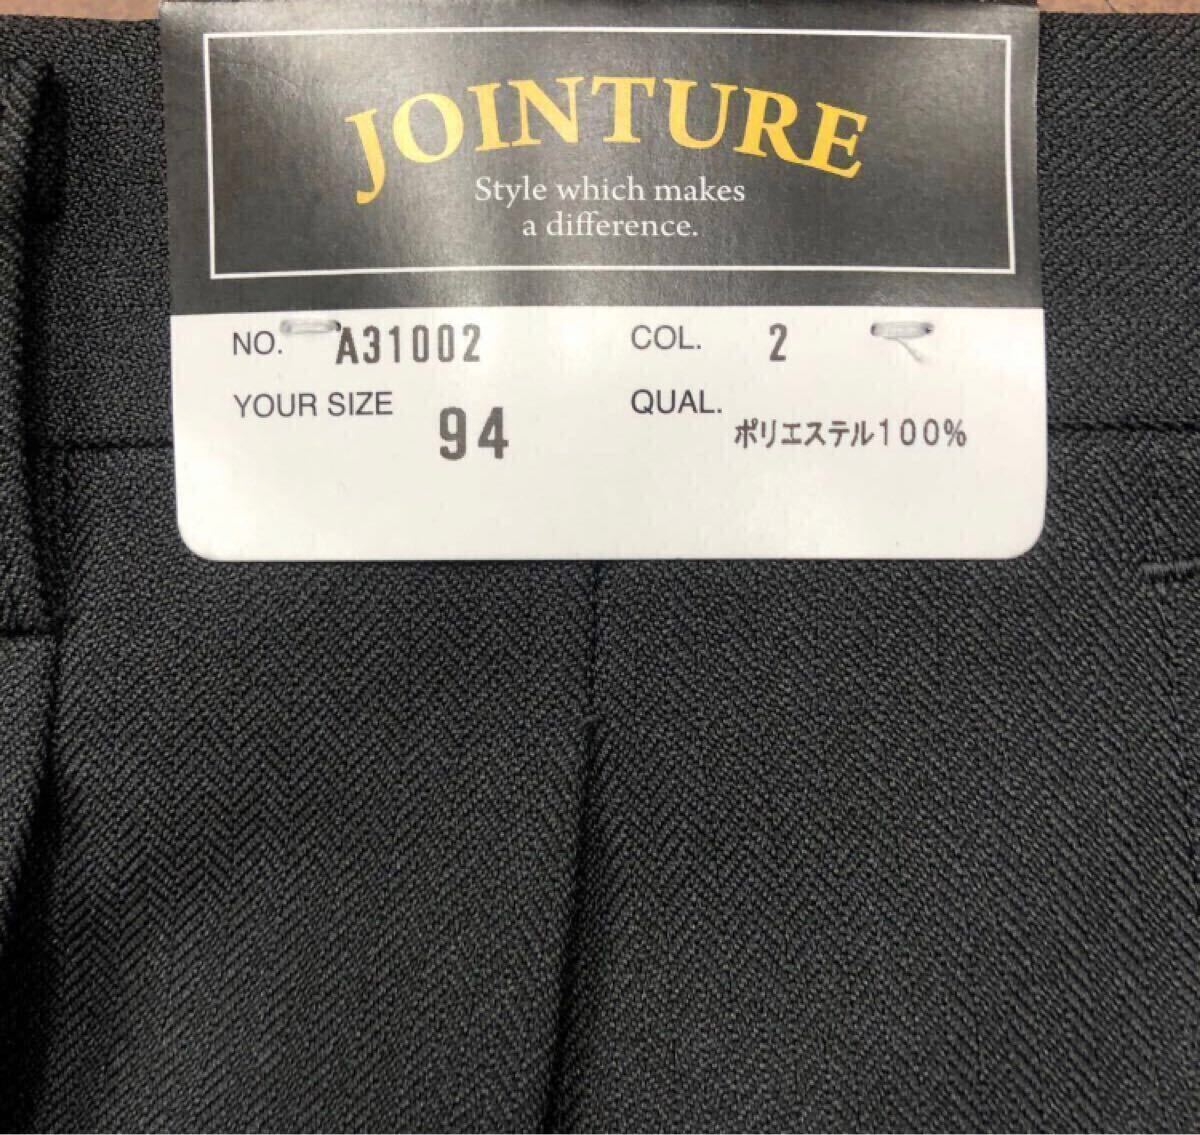 JOINTURE
Style which makes
a difference.
NO. A31002 COL. 2
YOUR SIZE 94 QUAL. ポリエステル100%